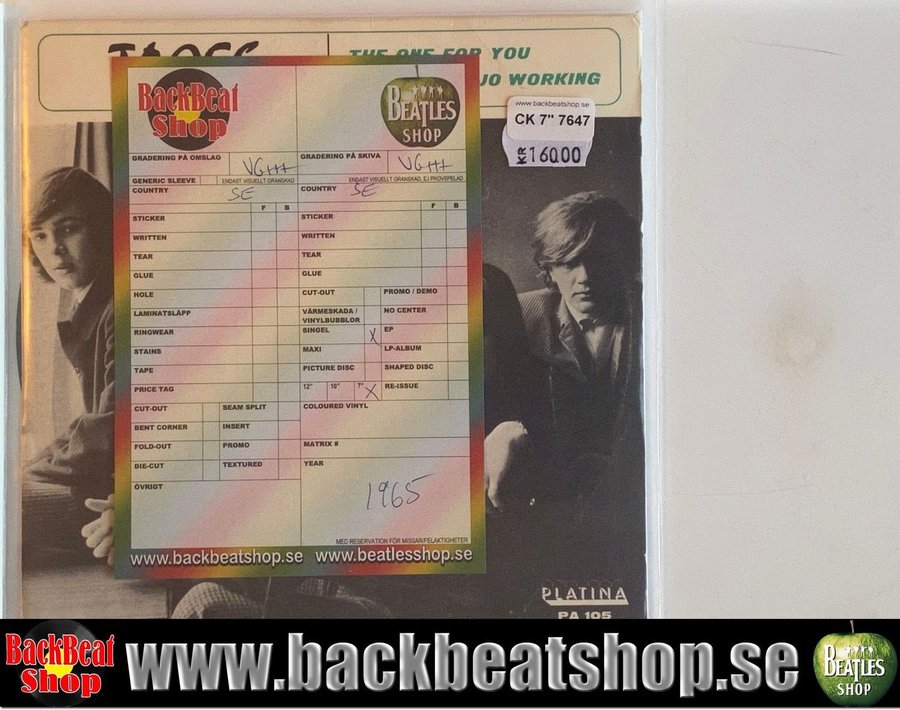 THE ONE FOR YOU
JO WORKING
www.backbeatshop.se
CK 7" 7647
KR 16000
BackBeat
Shop
BEATLES
SHOP
GRADERING PÅ OMSLAG
VG+++
GRADERING PÅ SKIVA
VG+++
GENERIC SLEEVE
ENDAST VISUELLT GRANSKAD
ENDAST VISUELLT GRANSKAD, EJ PROVSPELAD
COUNTRY
SE
COUNTRY
SE
F B
F B
STICKER
STICKER
WRITTEN
WRITTEN
TEAR
TEAR
GLUE
GLUE
HOLE
CUT-OUT
PROMO / DEMO
LAMINATSLÄPP
VÄRMESKADA /
VINYLBUBBLOR
NO CENTER
RINGWEAR
SINGEL
X
EP
STAINS
MAXI
LP-ALBUM
TAPE
PICTURE DISC
SHAPED DISC
PRICE TAG
12"
10"
7"
X
RE-ISSUE
CUT-OUT
SEAM SPLIT
COLOURED VINYL
BENT CORNER
INSERT
FOLD-OUT
PROMO
MATRIX #
DIE-CUT
TEXTURED
YEAR
ÖVRIGT
1965
MED RESERVATION FÖR MISSAR/FELAKTIGHETER
www.backbeatshop.se www.beatlesshop.se
PLATINA
PA 105
BackBeat
Shop
www.backbeatshop.se
BEATLES
SHOP